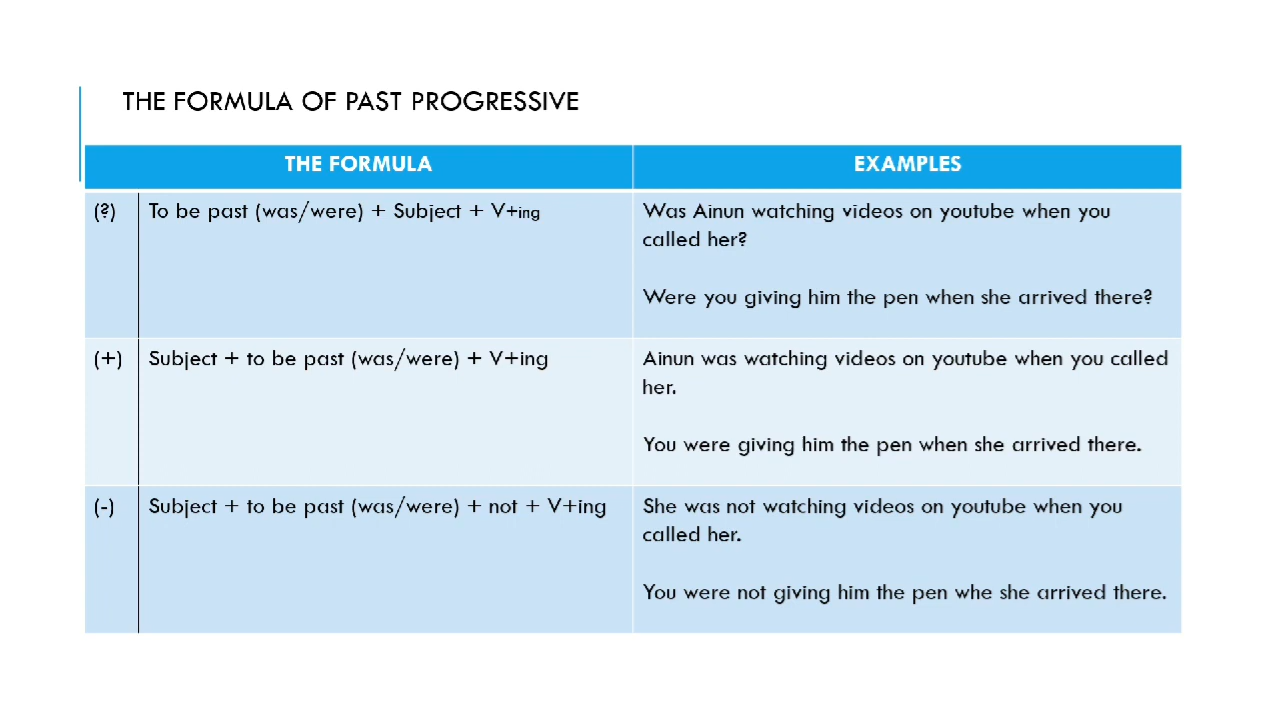 THE FORMULA OF PAST PROGRESSIVE
THE FORMULA
EXAMPLES
(?)
To be past (was/were) + Subject + V+ing
Was Ainun watching videos on youtube when you
called her?
Were you giving him the pen when she arrived there?
(+)
Subject + to be past (was/were) + V+ing
Ainun was watching videos on youtube when you called
her.
You were giving him the pen when she arrived there.
(-)
Subject + to be past (was/were) + not + V+ing
She was not watching videos on youtube when you
called her.
You were not giving him the pen whe she arrived there.